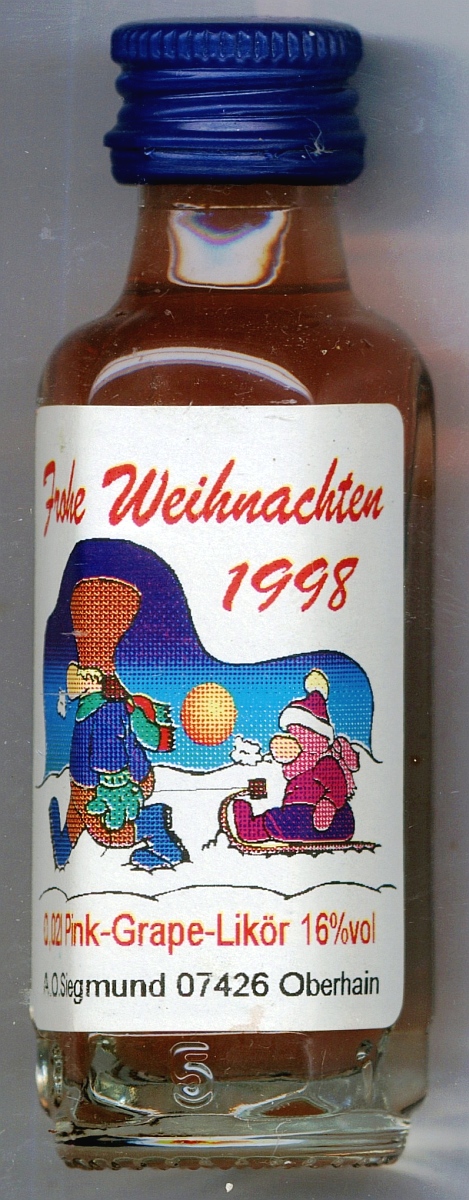 Frohe Weihnachten
1998
0,02l Pink-Grape-Likör 16%vol
A.O.Siegmund 07426 Oberhain